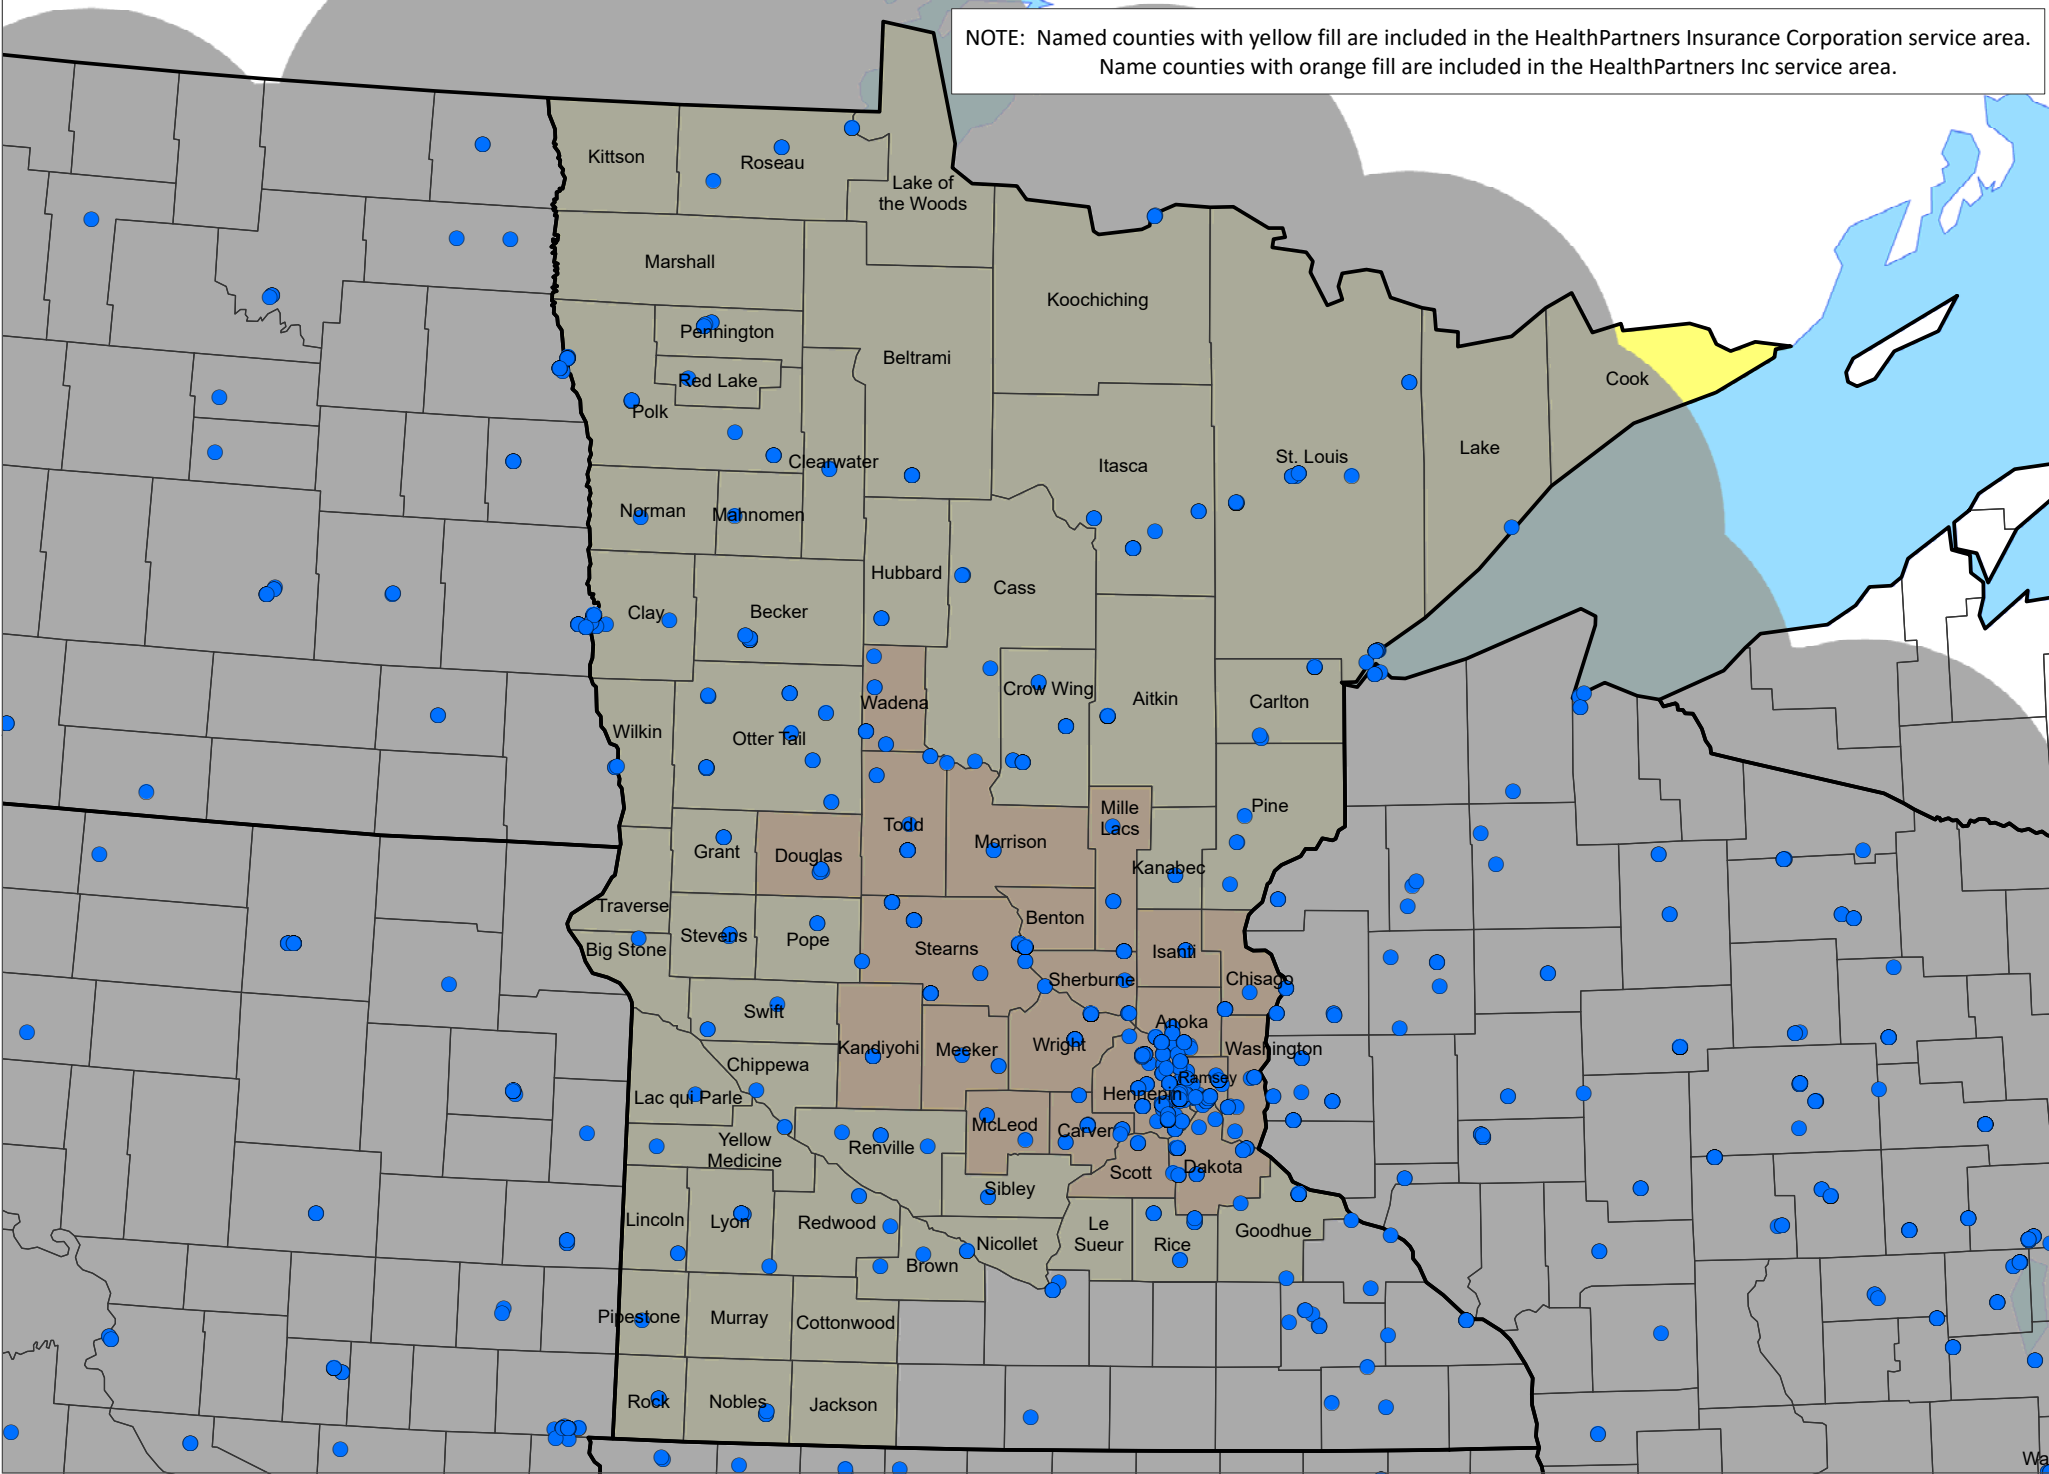 NOTE: Named counties with yellow fill are included in the HealthPartners Insurance Corporation service area.
Name counties with orange fill are included in the HealthPartners Inc service area.
Kittson
Roseau
Lake of
the Woods
Marshall
Koochiching
Pennington
Beltrami
Red Lake
Cook
Polk
Lake
St. Louis
Clearwater
Itasca
Norman
Mahnomen
Hubbard
Cass
Clay
Becker
Crow Wing
Aitkin
Wadena
Carlton
Wilkin
Otter Tail
Pine
Mille
Lacs
Todd
Morrison
Grant
Douglas
Kanabec
Traverse
Benton
Stevens
Pope
Big Stone
Stearns
Isanti
Sherburne
Chisago
Swift
Anoka
Kandiyohi
Meeker
Wright
Washington
Chippewa
Ramsey
Lac qui Parle
Hennepin
McLeod
Carver
Yellow
Medicine
Renville
Scott
Dakota
Sibley
Lincoln
Lyon
Redwood
Le
Sueur
Rice
Goodhue
Nicollet
Brown
Pipestone
Murray
Cottonwood
Rock
Nobles
Jackson
Wa